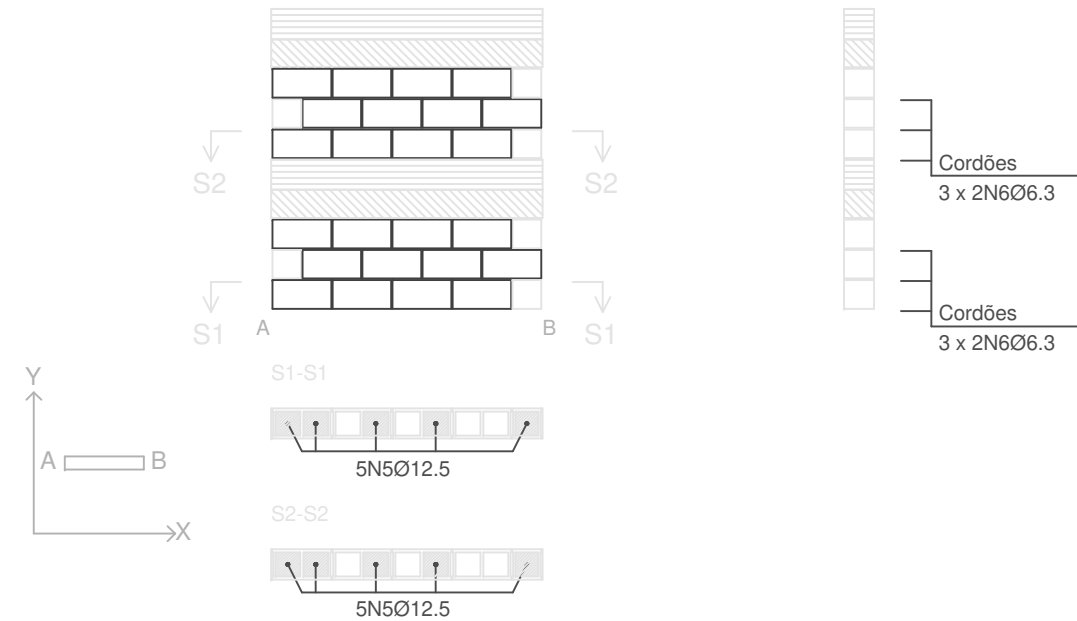 S2
S2
Cordões
3 x 2N6Ø6.3
S1
S1
A
B
Cordões
3 x 2N6Ø6.3
S1-S1
Y
A
B
5N5Ø12.5
S2-S2
X
5N5Ø12.5